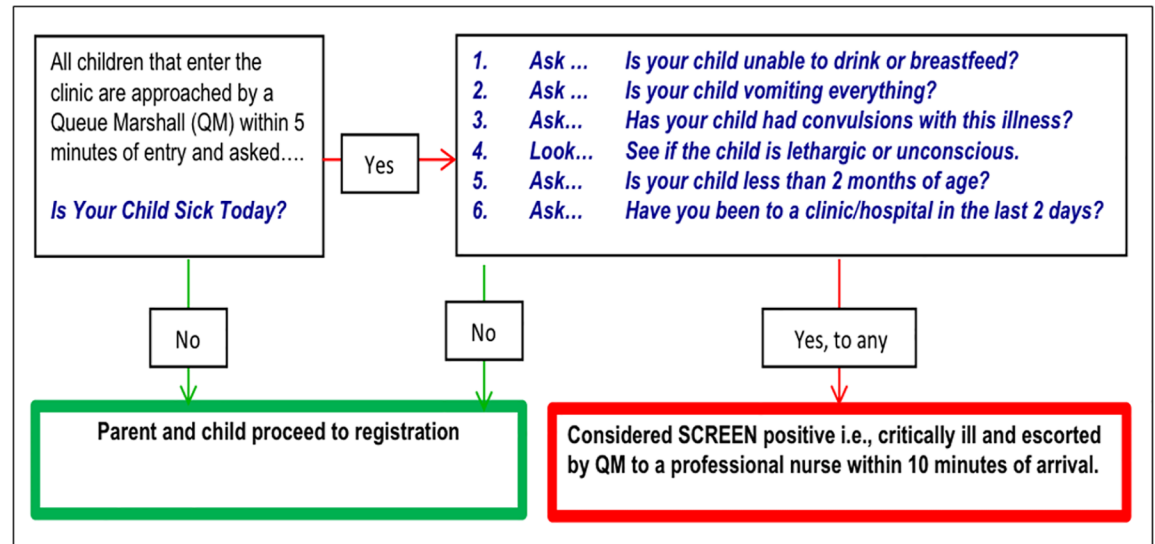 All children that enter the
clinic are approached by a
Queue Marshall (QM) within 5
minutes of entry and asked….
Is Your Child Sick Today?
Yes
1. Ask … Is your child unable to drink or breastfeed?
2. Ask … Is your child vomiting everything?
3. Ask… Has your child had convulsions with this illness?
4. Look… See if the child is lethargic or unconscious.
5. Ask… Is your child less than 2 months of age?
6. Ask… Have you been to a clinic/hospital in the last 2 days?
No
No
Yes, to any
Parent and child proceed to registration
Considered SCREEN positive i.e., critically ill and escorted
by QM to a professional nurse within 10 minutes of arrival.